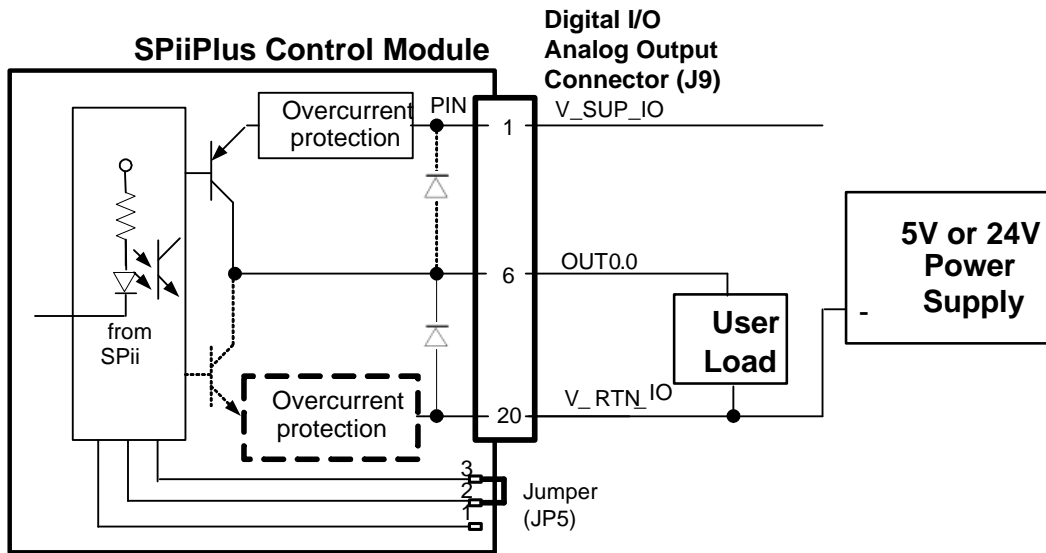 Digital I/O
Analog Output
Connector (J9)
SPiiPlus Control Module
Overcurrent
protection
PIN
1
V_SUP_IO
from
SPii
6
OUT0.0
User
Load
5V or 24V
Power
Supply
-
Overcurrent
protection
20
V_RTN_IO
3
2
1
Jumper
(JP5)